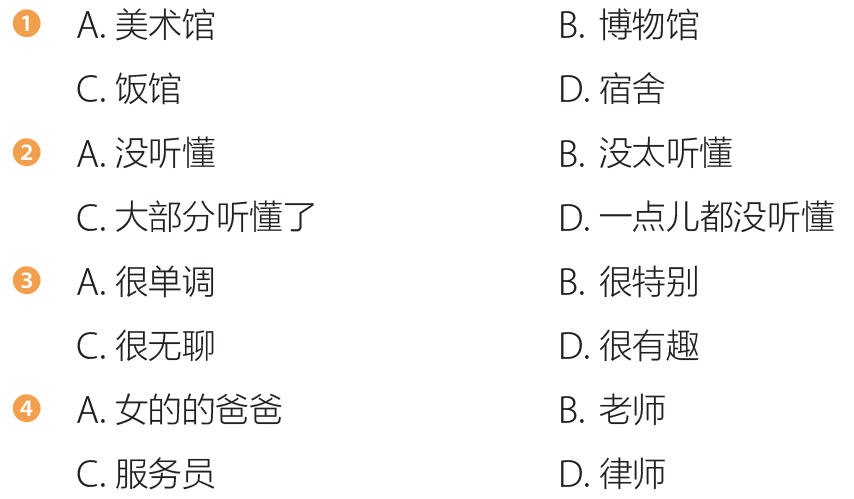 1 A. 美术馆 B. 博物馆
C. 饭馆 D. 宿舍
2 A. 没听懂 B. 没太听懂
C. 大部分听懂了 D. 一点儿都没听懂
3 A. 很单调 B. 很特别
C. 很无聊 D. 很有趣
4 A. 女的的爸爸 B. 老师
C. 服务员 D. 律师